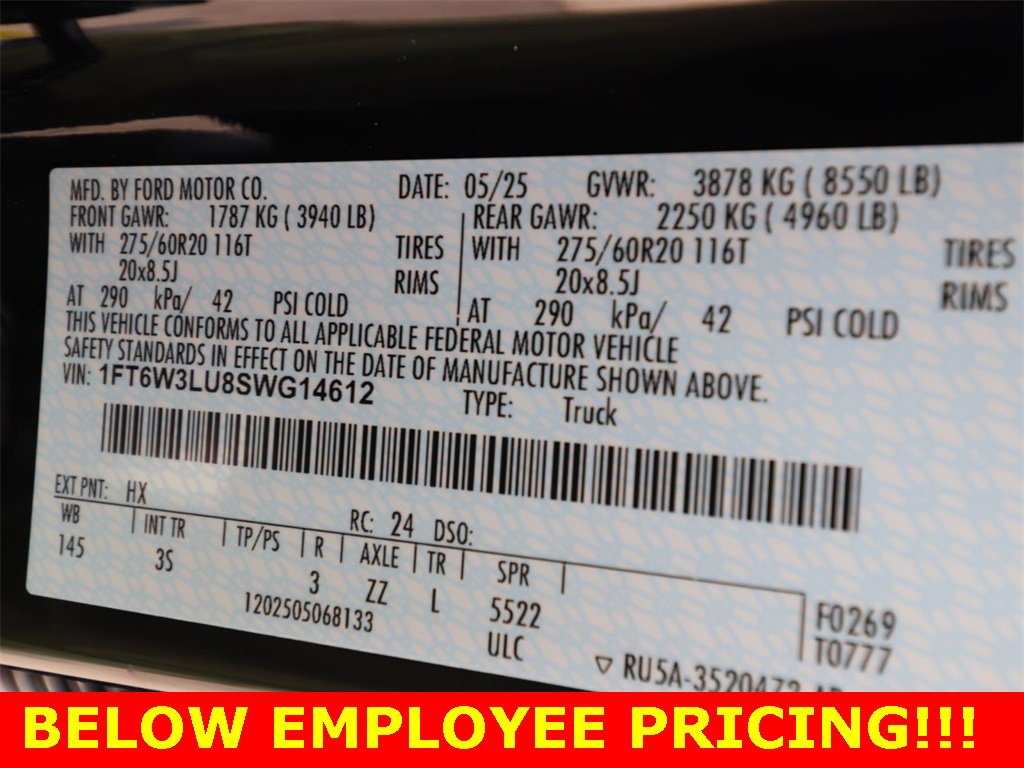 MFD. BY FORD MOTOR CO. DATE: 05/25 GVWR: 3878 KG ( 8550 LB)
FRONT GAWR: 1787 KG ( 3940 LB) REAR GAWR: 2250 KG ( 4960 LB)
WITH 275/60R20 116T TIRES WITH 275/60R20 116T TIRES
20x8.5J RIMS 20x8.5J RIMS
AT 290 kPa/ 42 PSI COLD AT 290 kPa/ 42 PSI COLD
THIS VEHICLE CONFORMS TO ALL APPLICABLE FEDERAL MOTOR VEHICLE
SAFETY STANDARDS IN EFFECT ON THE DATE OF MANUFACTURE SHOWN ABOVE.
VIN: 1FT6W3LU8SWG14612 TYPE: Truck
EXT PNT: HX RC: 24 DSO:
WB INT TR TP/PS R AXLE TR SPR
145 3S 3 ZZ L 5522 F0269
1202505068133 ULC T0777
RU5A-3520472
BELOW EMPLOYEE PRICING!!!